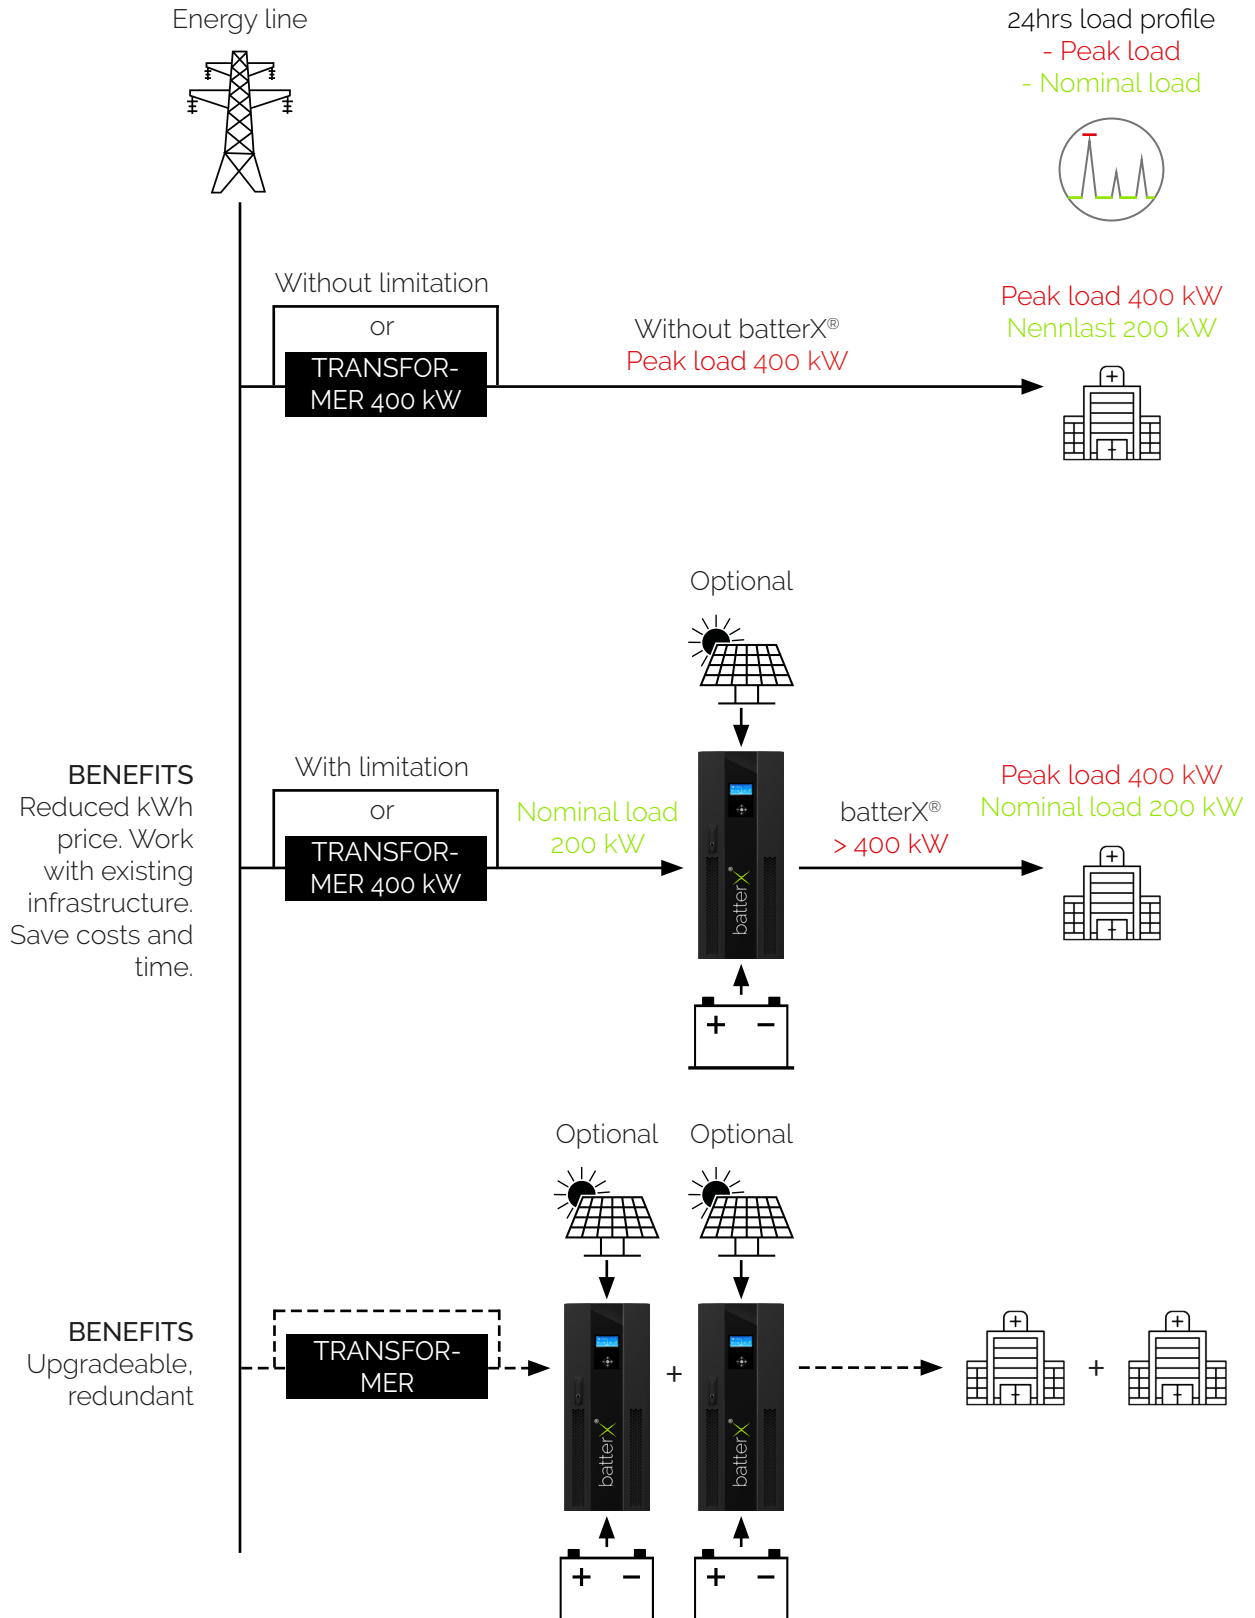 Energy line
24hrs load profile
- Peak load
- Nominal load
Without limitation
or
TRANSFOR-
MER 400 kW
Without batterX®
Peak load 400 kW
Peak load 400 kW
Nennlast 200 kW
Optional
BENEFITS
Reduced kWh
price. Work
with existing
infrastructure.
Save costs and
time.
With limitation
or
TRANSFOR-
MER 400 kW
Nominal load
200 kW
batterX®
batterX®
> 400 kW
Peak load 400 kW
Nominal load 200 kW
+ −
Optional
Optional
BENEFITS
Upgradeable,
redundant
TRANSFOR-
MER
batterX®
+
batterX®
+
+ −
+ −